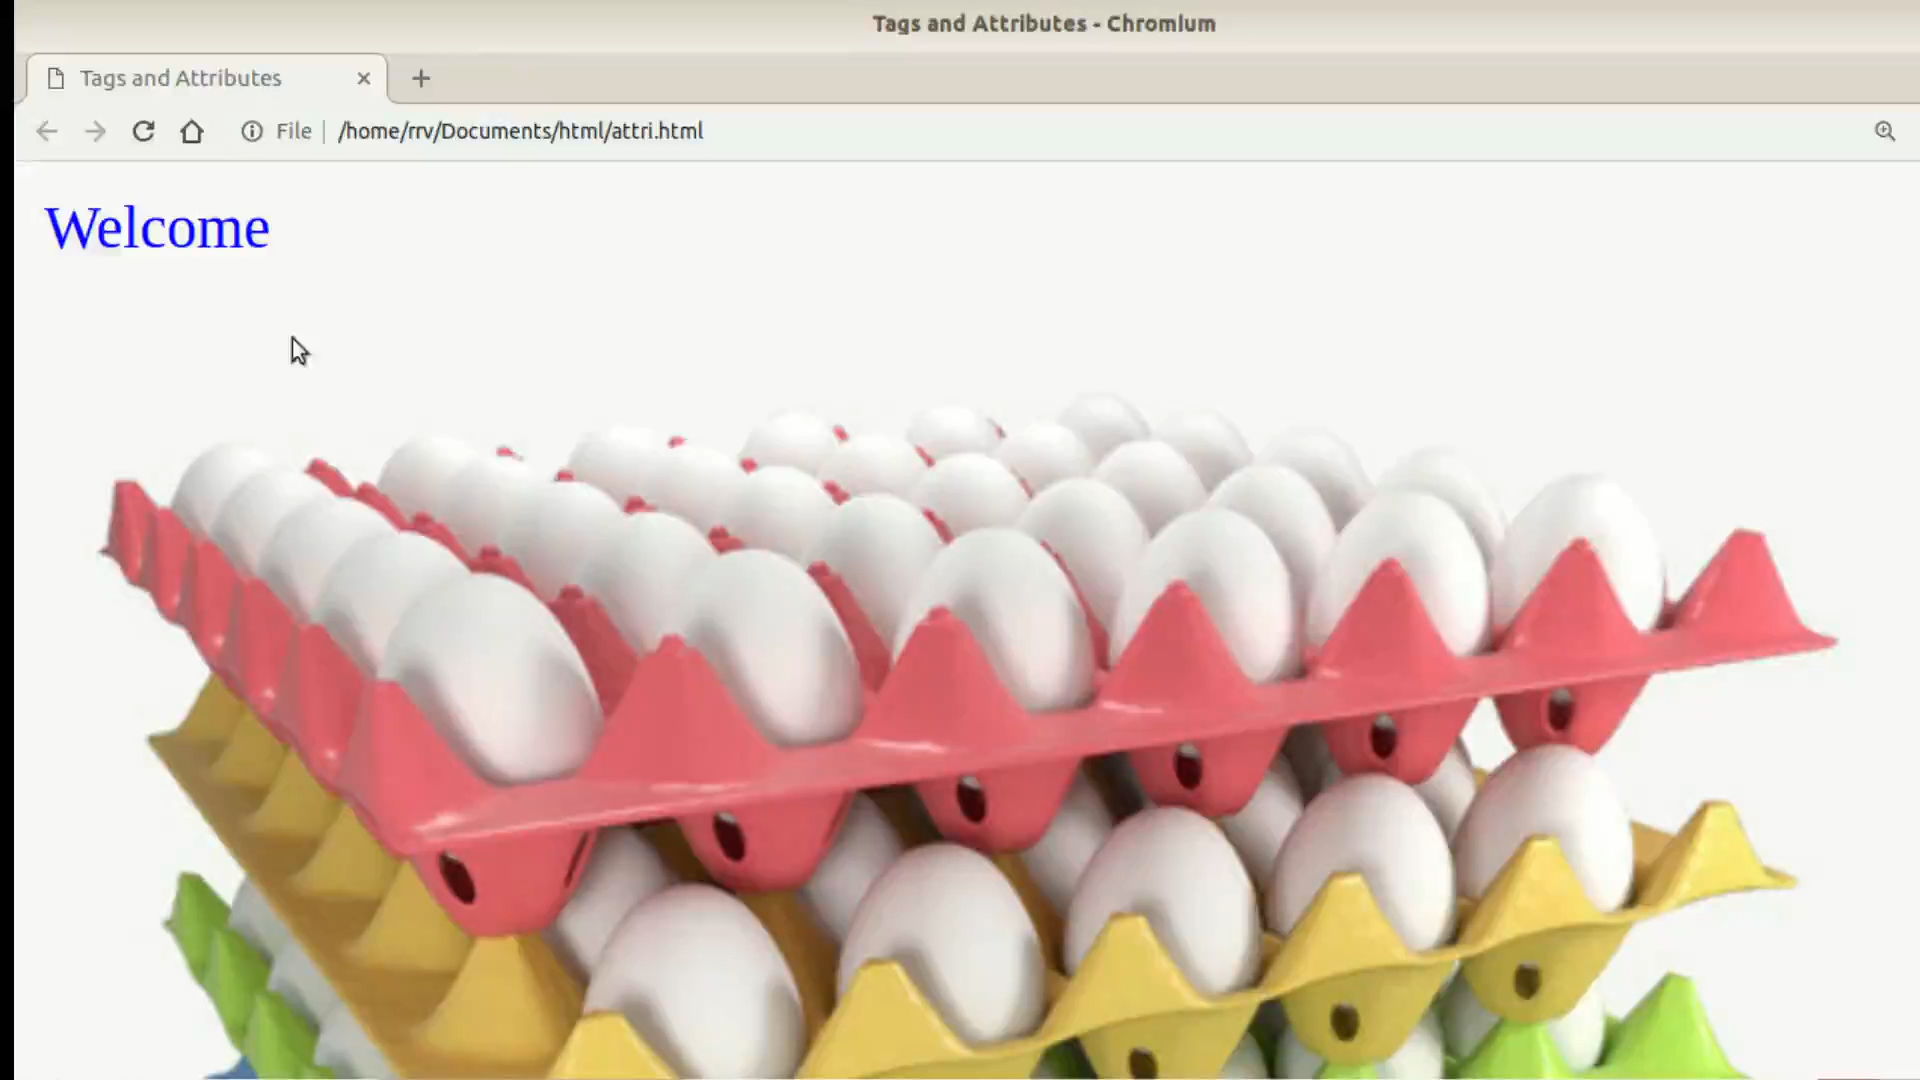 Tags and Attributes - Chromium
Tags and Attributes
File
/home/rrv/Documents/html/attri.html
Welcome